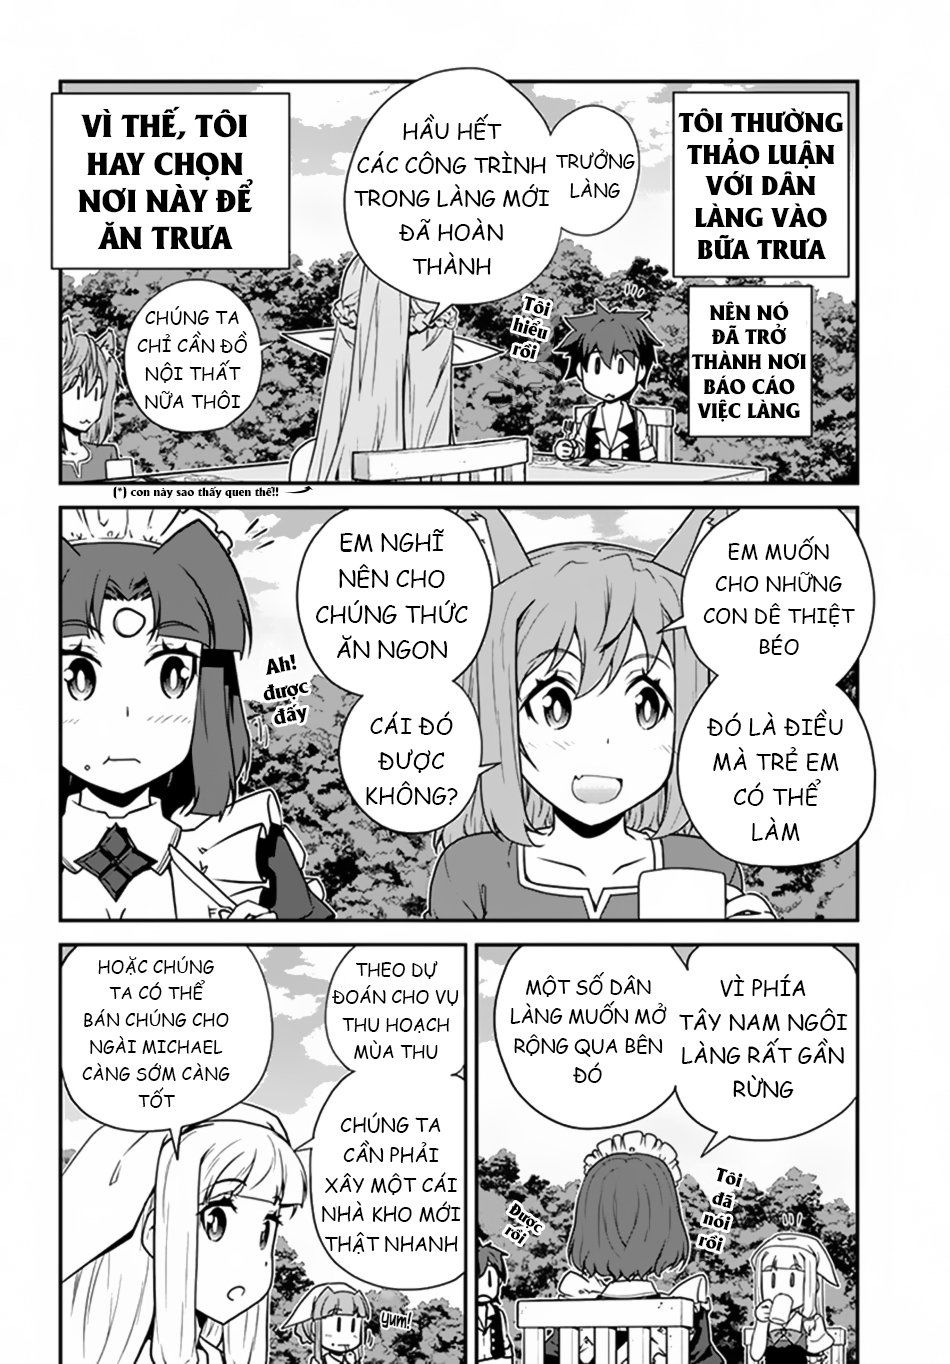 TÔI THƯỜNG
THẢO LUẬN
VỚI DÂN
LÀNG VÀO
BỮA TRƯA
NÊN NÓ
ĐÃ TRỞ
THÀNH NƠI
BÁO CÁO
VIỆC LÀNG
TRƯỞNG
LÀNG
HẦU HẾT
CÁC CÔNG TRÌNH
TRONG LÀNG MỚI
ĐÃ HOÀN
THÀNH
Tôi
hiểu
rồi
VÌ THẾ, TÔI
HAY CHỌN
NƠI NÀY ĐỂ
ĂN TRƯA
CHÚNG TA
CHỈ CẦN ĐỒ
NỘI THẤT
NỮA THÔI
(*) con này sao thấy quen thế!!
EM MUỐN
CHO NHỮNG
CON DÊ THIỆT
BÉO
ĐÓ LÀ ĐIỀU
MÀ TRẺ EM
CÓ THỂ
LÀM
EM NGHĨ
NÊN CHO
CHÚNG THỨC
ĂN NGON
CÁI ĐÓ
ĐƯỢC
KHÔNG?
Ah!
được
đấy
VÌ PHÍA
TÂY NAM NGÔI
LÀNG RẤT GẦN
RỪNG
MỘT SỐ DÂN
LÀNG MUỐN MỞ
RỘNG QUA BÊN
ĐÓ
Tôi
đã
nói
rồi
Được
rồi
THEO DỰ
ĐOÁN CHO VỤ
THU HOẠCH
MÙA THU
CHÚNG TA
CẦN PHẢI
XÂY MỘT CÁI
NHÀ KHO MỚI
THẬT NHANH
HOẶC CHÚNG
TA CÓ THỂ
BÁN CHÚNG CHO
NGÀI MICHAEL
CÀNG SỚM CÀNG
TỐT
yum!